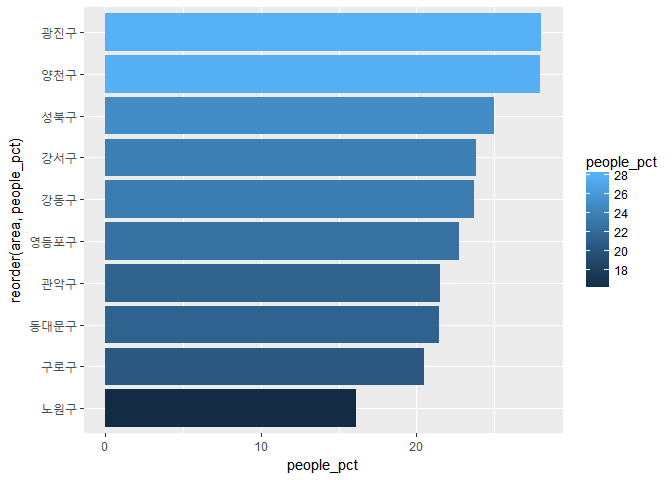 reorder(area, people_pct)
광진구
양천구
성북구
강서구
강동구
영등포구
관악구
동대문구
구로구
노원구
0
10
20
people_pct
people_pct
28
26
24
22
20
18